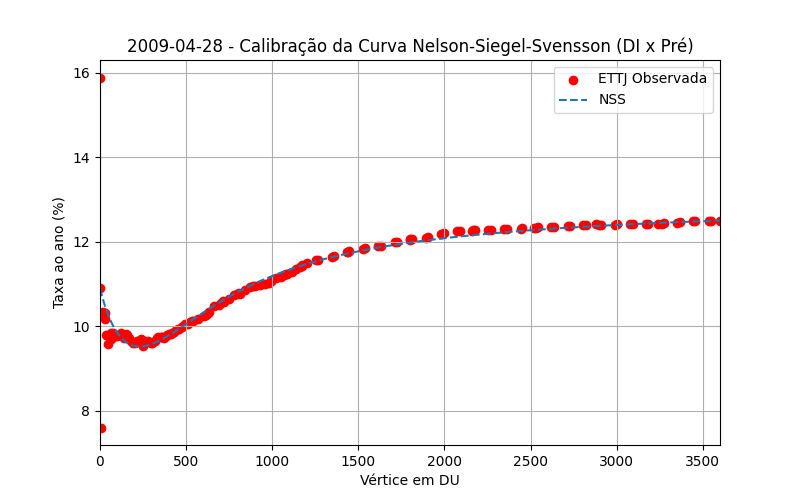 2009-04-28 - Calibração da Curva Nelson-Siegel-Svensson (DI x Pré)
16
14
12
10
8
Taxa ao ano (%)
ETTJ Observada
NSS
0
500
1000
1500
2000
2500
3000
3500
Vértice em DU